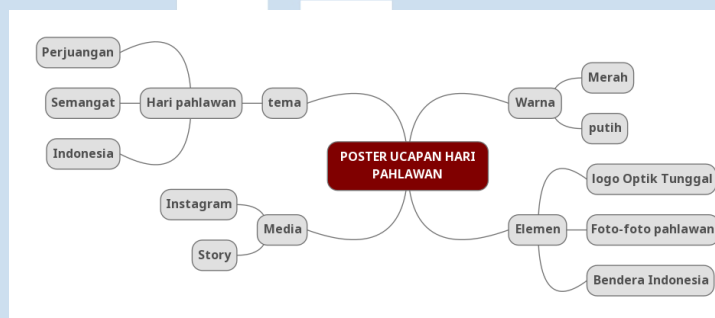 Perjuangan
Semangat
Indonesia
Hari pahlawan
tema
Instagram
Story
Media
POSTER UCAPAN HARI
PAHLAWAN
Warna
Merah
putih
Elemen
logo Optik Tunggal
Foto-foto pahlawan
Bendera Indonesia